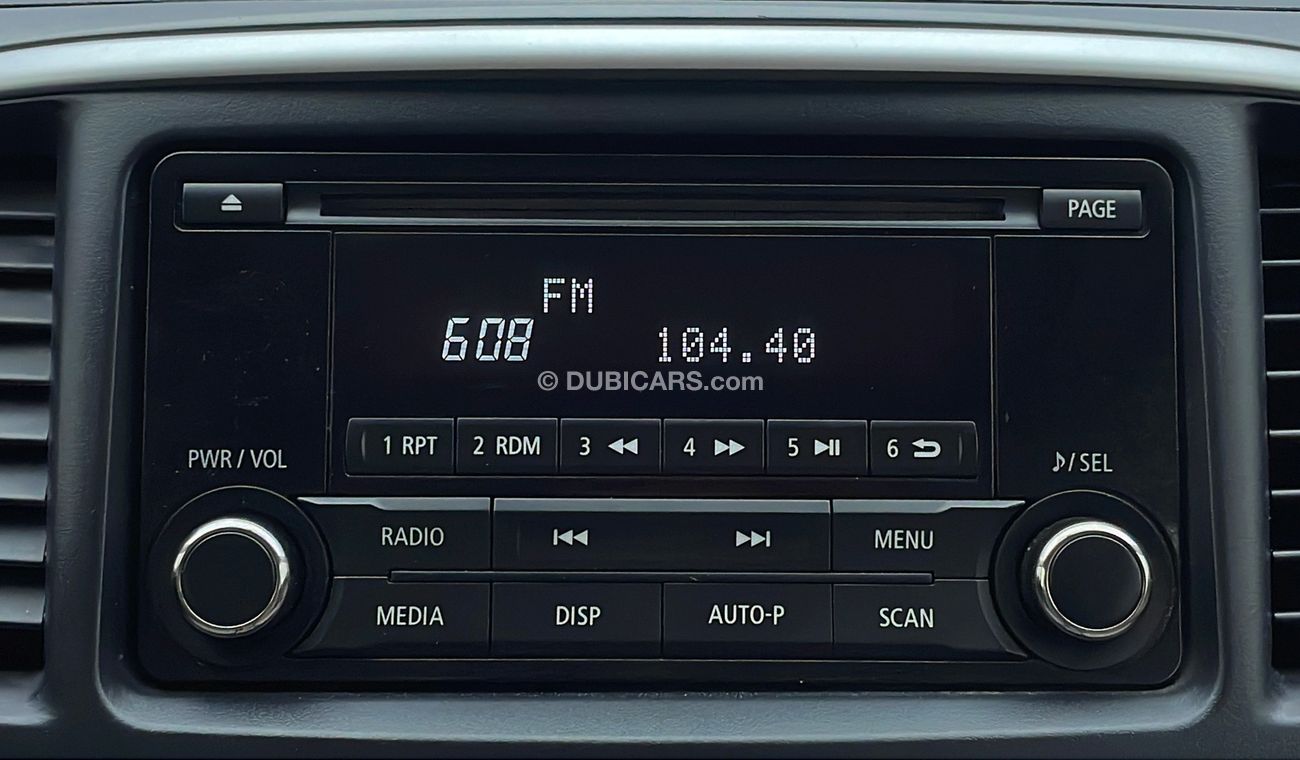 PAGE
FM
608 104.40
© DUBICARS.com
1 RPT 2 RDM 3 4 5 6
PWR / VOL
♪/ SEL
RADIO MENU
MEDIA DISP AUTO-P SCAN